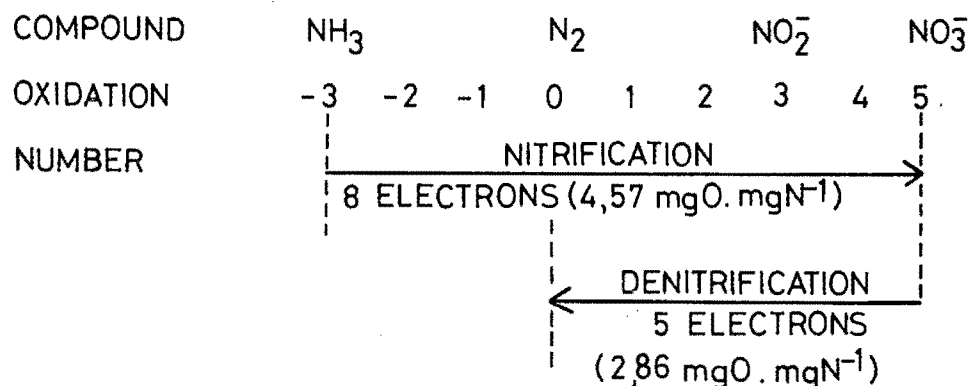 COMPOUND NH₃ N₂ NO₂⁻ NO₃⁻
OXIDATION -3 -2 -1 0 1 2 3 4 5
NUMBER NITRIFICATION
8 ELECTRONS (4,57 mgO.mgN⁻¹)
DENITRIFICATION
5 ELECTRONS
(2,86 mgO.mgN⁻¹)